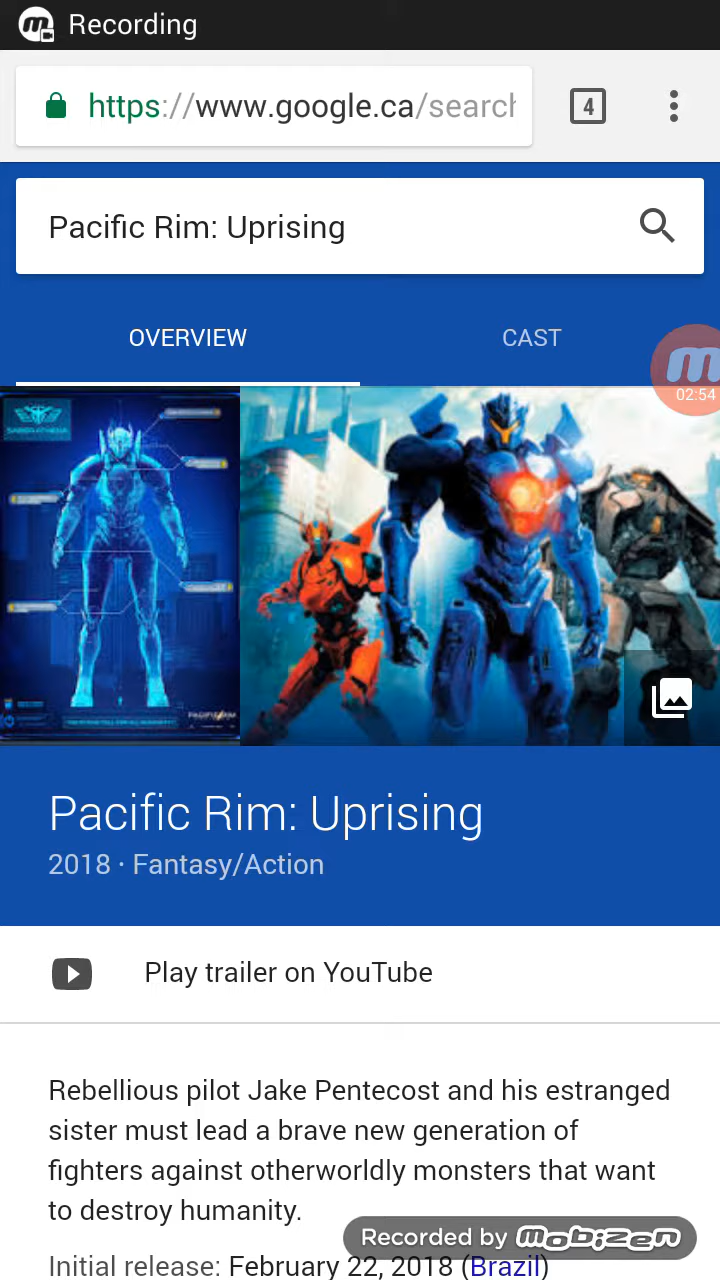 Recording
https://www.google.ca/search
4
Pacific Rim: Uprising
OVERVIEW
CAST
02:54
Pacific Rim: Uprising
2018 · Fantasy/Action
Play trailer on YouTube
Rebellious pilot Jake Pentecost and his estranged
sister must lead a brave new generation of
fighters against otherworldly monsters that want
to destroy humanity.
Recorded by mobizen
Initial release: February 22, 2018 (Brazil)